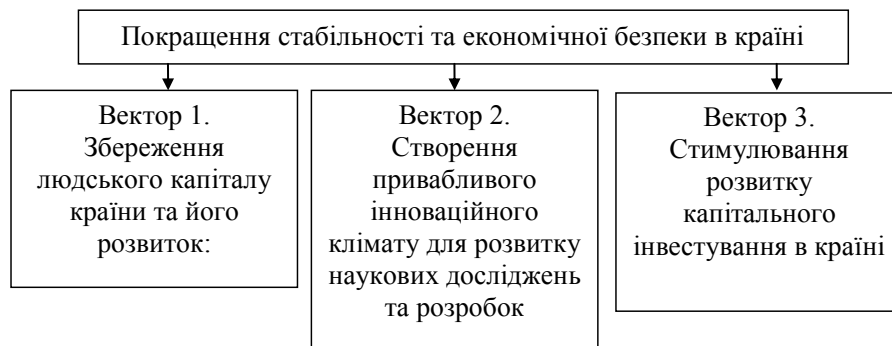 Покращення стабільності та економічної безпеки в країні
Вектор 1.
Збереження
людського капіталу
країни та його
розвиток:
Вектор 2.
Створення
привабливого
інноваційного
клімату для розвитку
наукових досліджень
та розробок
Вектор 3.
Стимулювання
розвитку
капітального
інвестування в країні